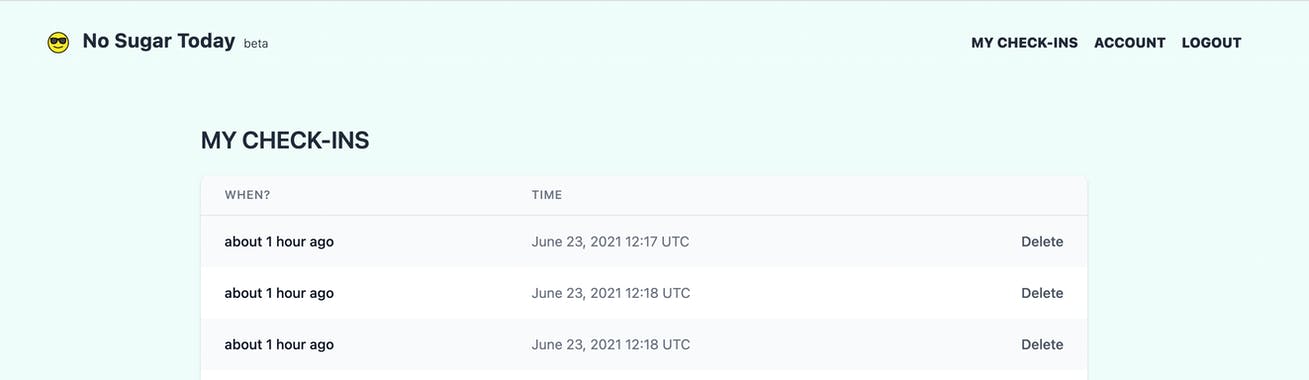 No Sugar Today beta
MY CHECK-INS ACCOUNT LOGOUT
MY CHECK-INS
WHEN? TIME
about 1 hour ago June 23, 2021 12:17 UTC Delete
about 1 hour ago June 23, 2021 12:18 UTC Delete
about 1 hour ago June 23, 2021 12:18 UTC Delete